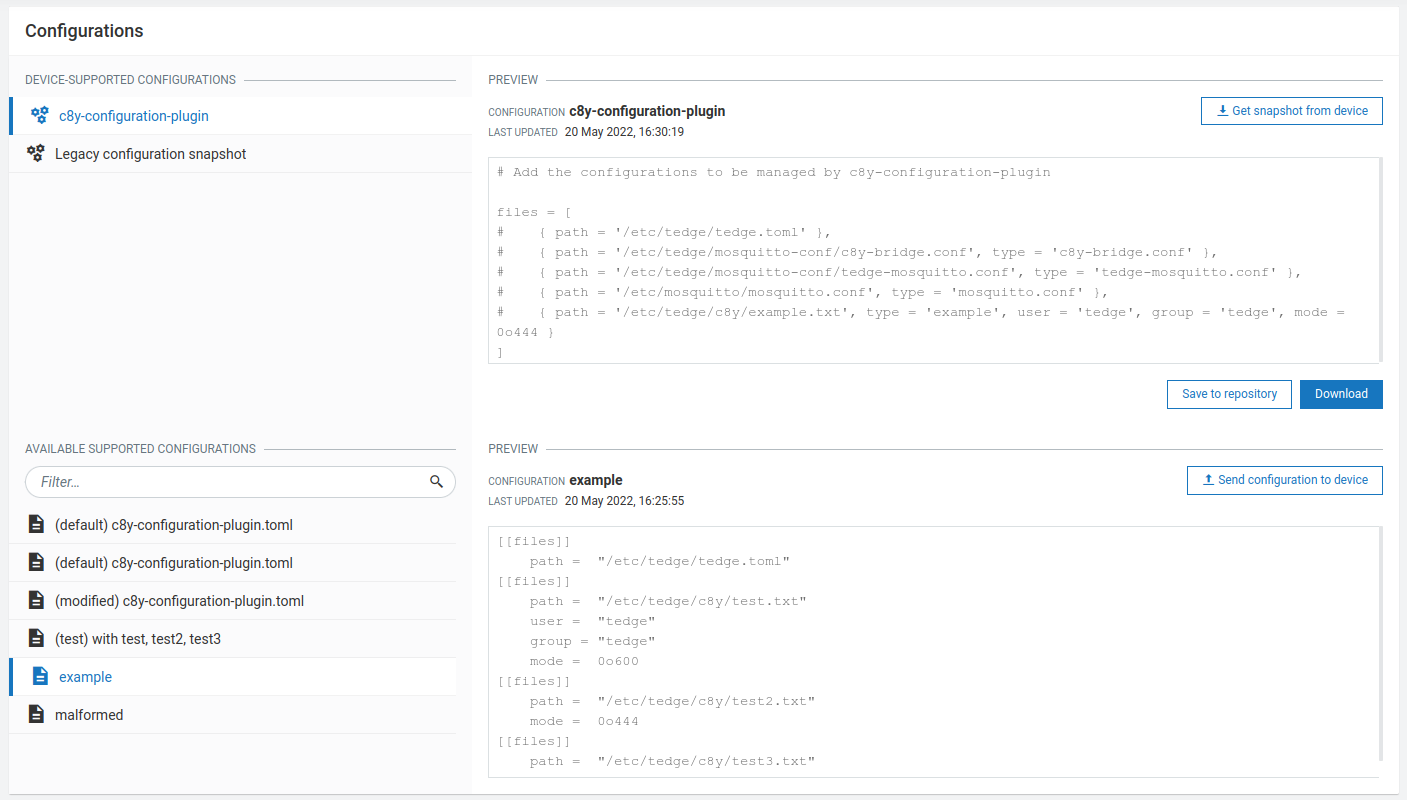 Configurations
DEVICE-SUPPORTED CONFIGURATIONS
c8y-configuration-plugin
Legacy configuration snapshot
PREVIEW
CONFIGURATION c8y-configuration-plugin
LAST UPDATED 20 May 2022, 16:30:19
Get snapshot from device
# Add the configurations to be managed by c8y-configuration-plugin
files = [
#    { path = '/etc/tedge/tedge.toml' },
#    { path = '/etc/tedge/mosquitto-conf/c8y-bridge.conf', type = 'c8y-bridge.conf' },
#    { path = '/etc/tedge/mosquitto-conf/tedge-mosquitto.conf', type = 'tedge-mosquitto.conf' },
#    { path = '/etc/mosquitto/mosquitto.conf', type = 'mosquitto.conf' },
#    { path = '/etc/tedge/c8y/example.txt', type = 'example', user = 'tedge', group = 'tedge', mode =
0o444 }
]
Save to repository
Download
AVAILABLE SUPPORTED CONFIGURATIONS
Filter...
(default) c8y-configuration-plugin.toml
(default) c8y-configuration-plugin.toml
(modified) c8y-configuration-plugin.toml
(test) with test, test2, test3
example
malformed
PREVIEW
CONFIGURATION example
LAST UPDATED 20 May 2022, 16:25:55
Send configuration to device
[[files]]
    path =  "/etc/tedge/tedge.toml"
[[files]]
    path =  "/etc/tedge/c8y/test.txt"
    user =  "tedge"
    group = "tedge"
    mode =  0o600
[[files]]
    path =  "/etc/tedge/c8y/test2.txt"
    mode =  0o444
[[files]]
    path =  "/etc/tedge/c8y/test3.txt"